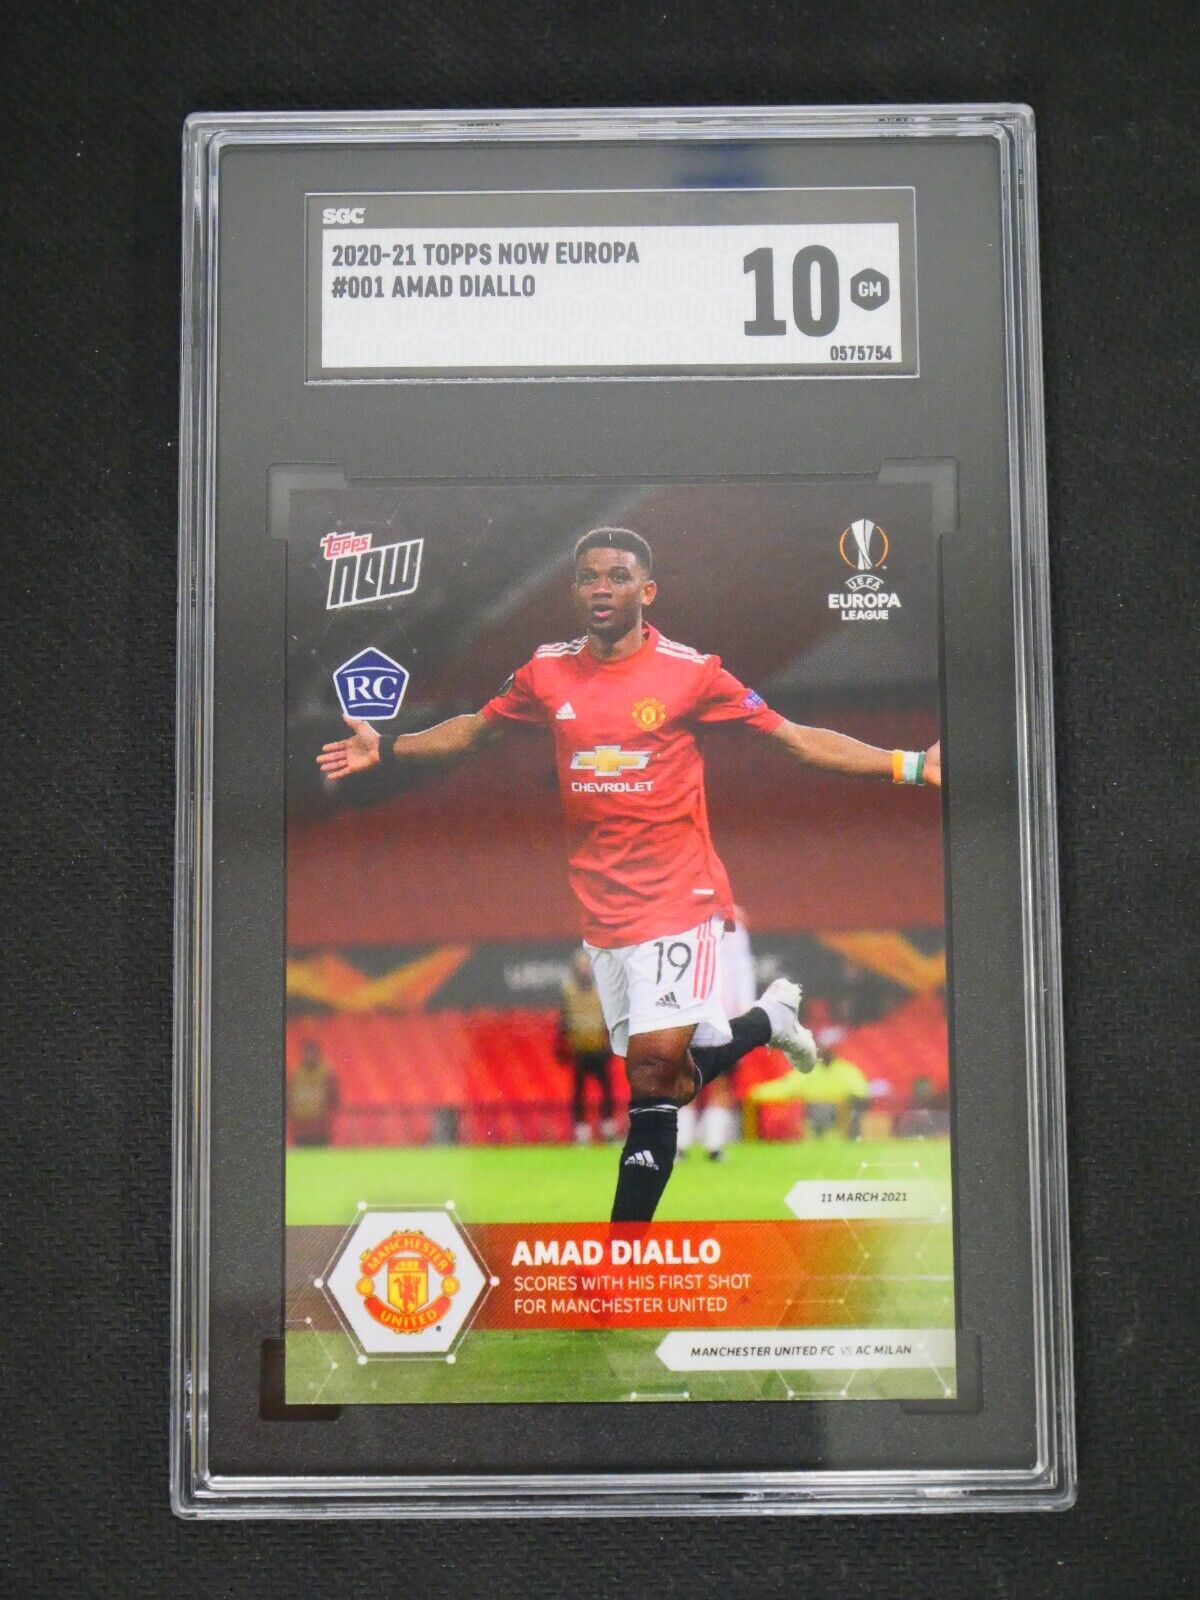 SGC
2020-21 TOPPS NOW EUROPA
#001 AMAD DIALLO
10
GM
0575754
TOPPS
NOW
UEFA
EUROPA
LEAGUE
RC
CHEVROLET
19
adidas
adidas
11 MARCH 2021
AMAD DIALLO
SCORES WITH HIS FIRST SHOT
FOR MANCHESTER UNITED
MANCHESTER
UNITED
MANCHESTER UNITED FC VS AC MILAN